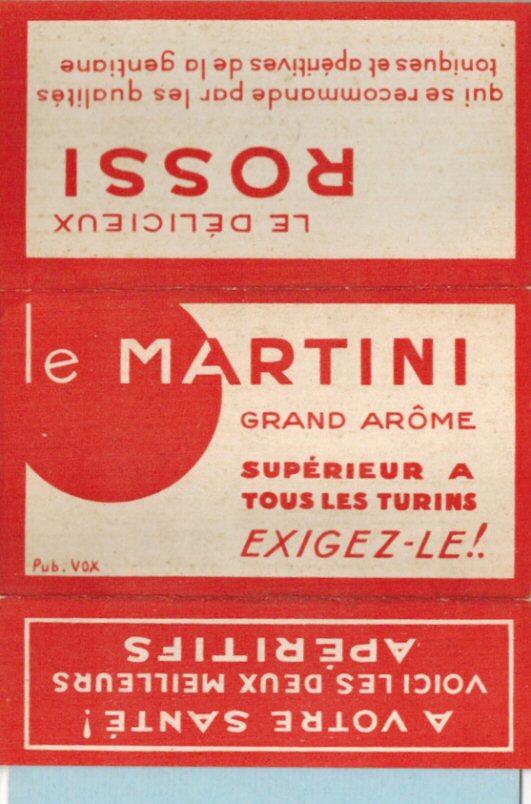 LE DÉLICIEUX
ROSSI
qui se recommande par les qualités
toniques et apéritives de la gentiane
le MARTINI
GRAND ARÔME
SUPÉRIEUR A
TOUS LES TURINS
EXIGEZ-LE!.
Pub. VOX
A VOTRE SANTÉ!
VOICI LES DEUX MEILLEURS
APÉRITIFS